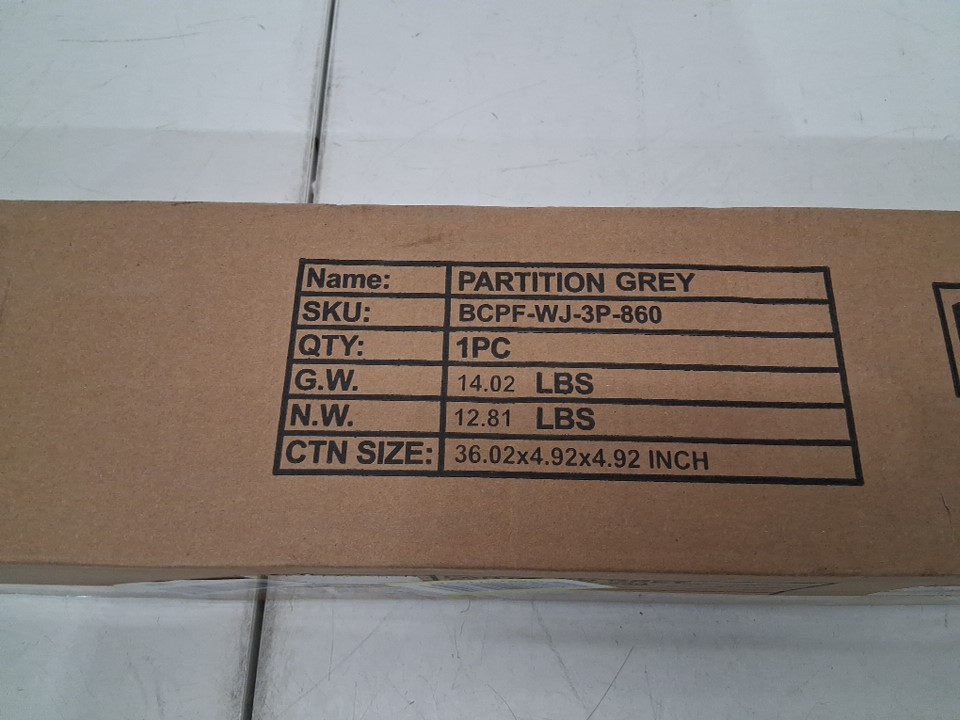 Name: PARTITION GREY
SKU: BCPF-WJ-3P-860
QTY: 1PC
G.W. 14.02 LBS
N.W. 12.81 LBS
CTN SIZE: 36.02x4.92x4.92 INCH